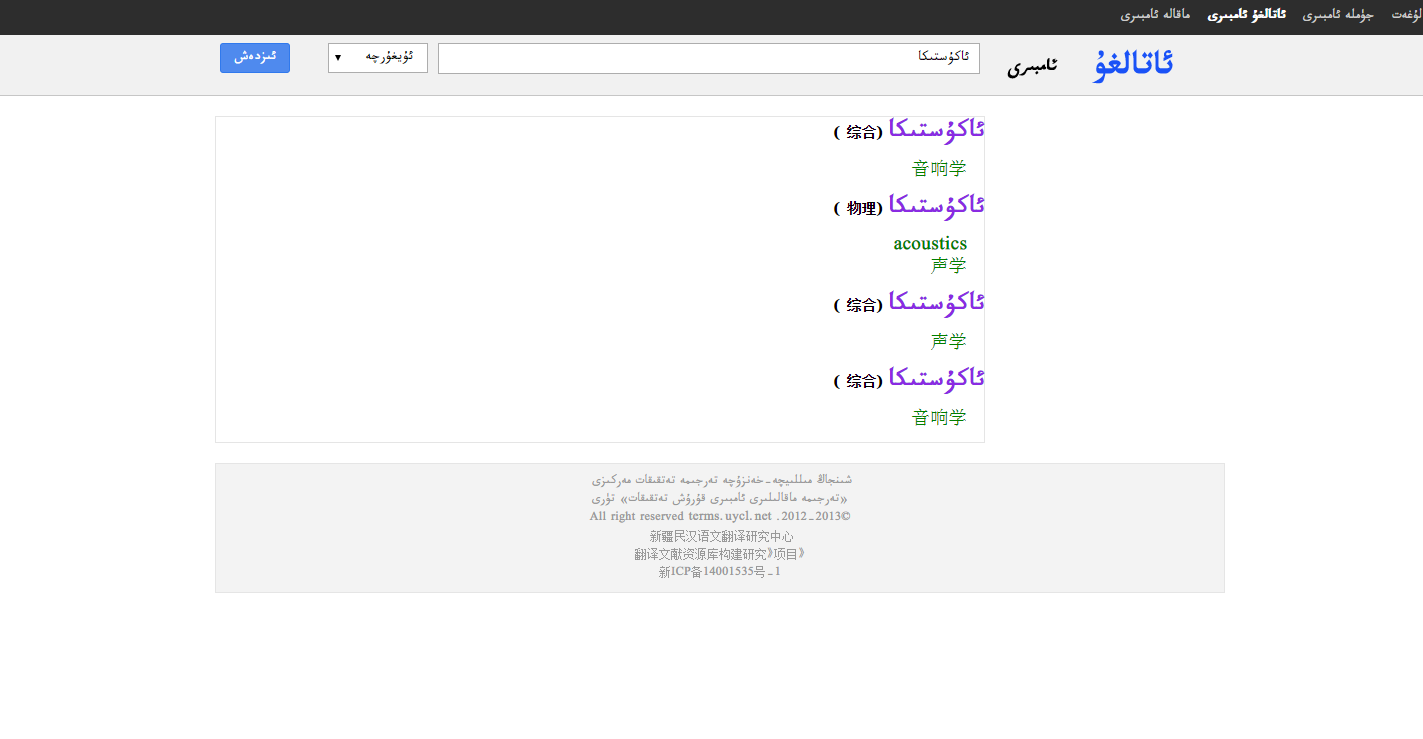 لۇغەت جۈملە ئامبىرى ئاتالغۇ ئامبىرى ماقالە ئامبىرى
ئاتالغۇ ئامبىرى ئاكۇستىكا ئۇيغۇرچە ئىزدەش
ئاكۇستىكا (综合 )
音响学
ئاكۇستىكا (物理 )
acoustics
声学
ئاكۇستىكا (综合 )
声学
ئاكۇستىكا (综合 )
音响学
شىنجاڭ مىللىيچە-خەنزۇچە تەرجىمە تەتقىقات مەركىزى
«تەرجىمە ماقالىلىرى ئامبىرى قۇرۇش تەتقىقات» تۈرى
All right reserved terms.uycl.net .2012-2013©
新疆民汉语文翻译研究中心
翻译文献资源库构建研究》项目》
新ICP备14001535号-1